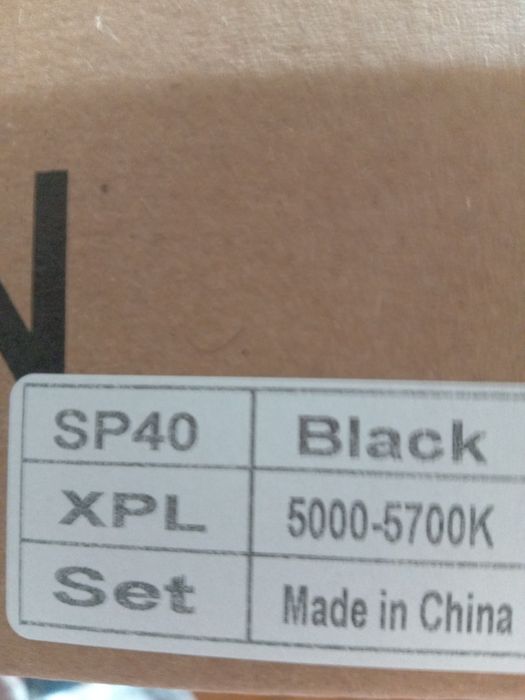 N
SP40 Black
XPL 5000-5700K
Set Made in China